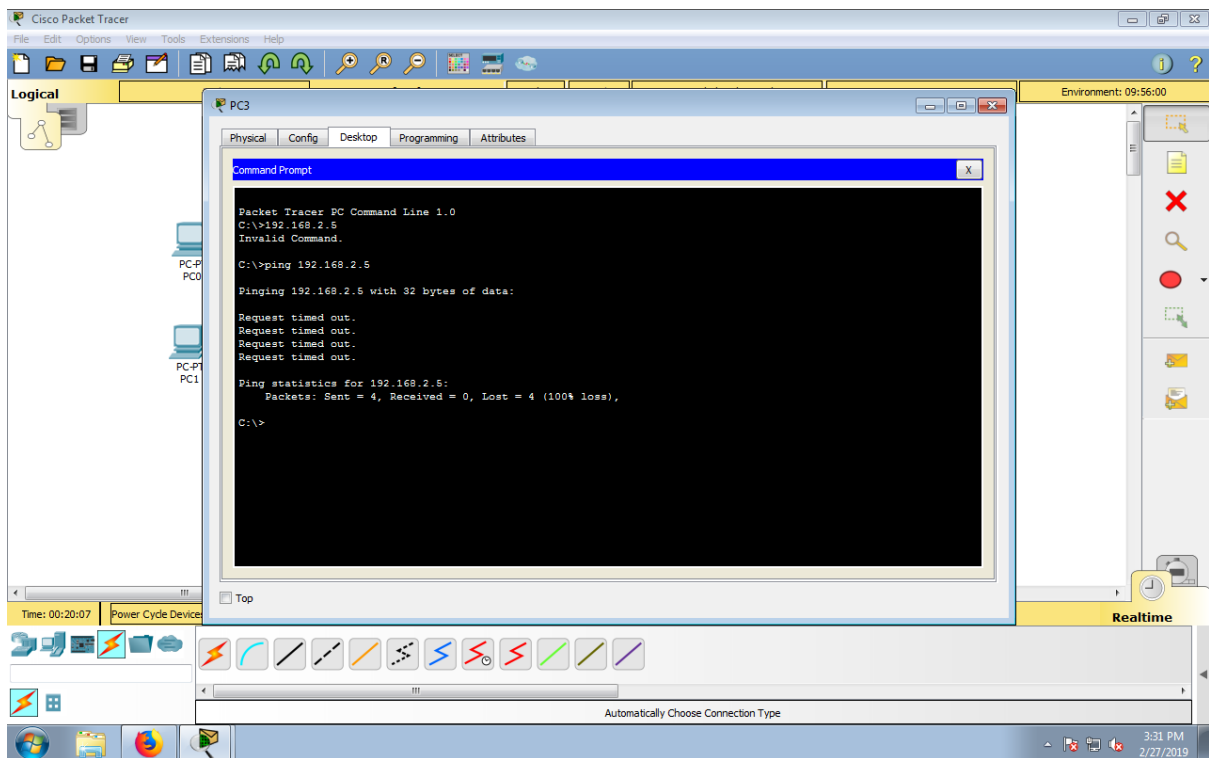 Cisco Packet Tracer
File Edit Options View Tools Extensions Help
Logical
Environment: 09:56:00
PC3
Physical Config Desktop Programming Attributes
Command Prompt
X
Packet Tracer PC Command Line 1.0
C:\>192.168.2.5
Invalid Command.
C:\>ping 192.168.2.5
Pinging 192.168.2.5 with 32 bytes of data:
Request timed out.
Request timed out.
Request timed out.
Request timed out.
Ping statistics for 192.168.2.5:
Packets: Sent = 4, Received = 0, Lost = 4 (100% loss),
C:\>
PC-P
PC0
PC-PT
PC1
Top
Time: 00:20:07
Power Cycle Device
Realtime
Automatically Choose Connection Type
3:31 PM
2/27/2019